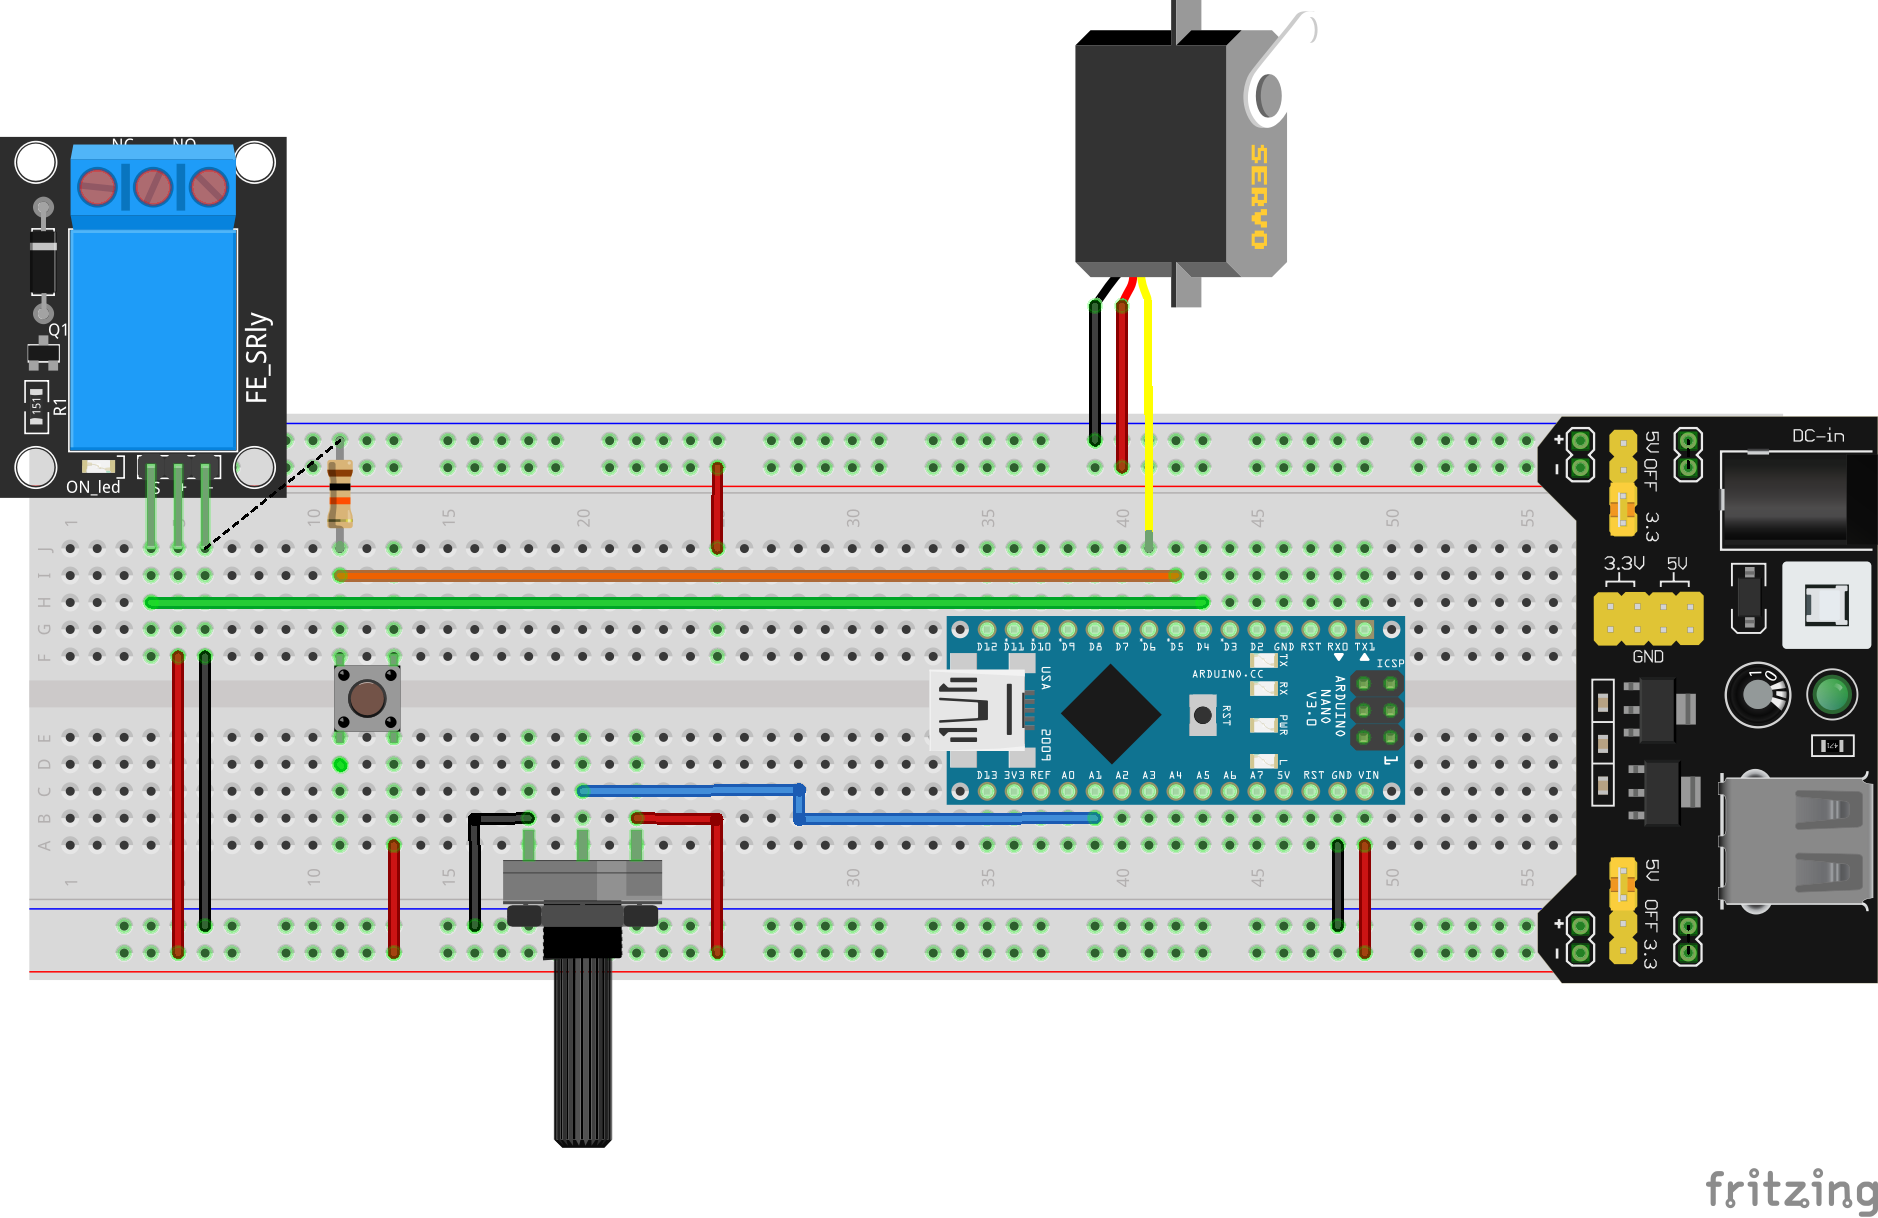 NC NO
Q1
R1
151
FE_SRly
ON_led
S + -
SERVO
1 10 15 20 30 35 40 45 50 55
J
I
H
G
F
E
D
C
B
A
1 10 15 30 35 40 45 50 55
D12 D11 D10 D9 D8 D7 D6 D5 D4 D3 D2 GND RST RX0 TX1
USA
2005
ARDUINO.CC
RST
TX
RX
PWR
L
ARDUINO
NANO
V3.0
ICSP
1
D13 3V3 REF A0 A1 A2 A3 A4 A5 A6 A7 5V RST GND VIN
+
-
5V
OFF
3.3
DC-in
3.3V 5V
GND
10
471
5V
OFF
3.3
+
-
fritzing